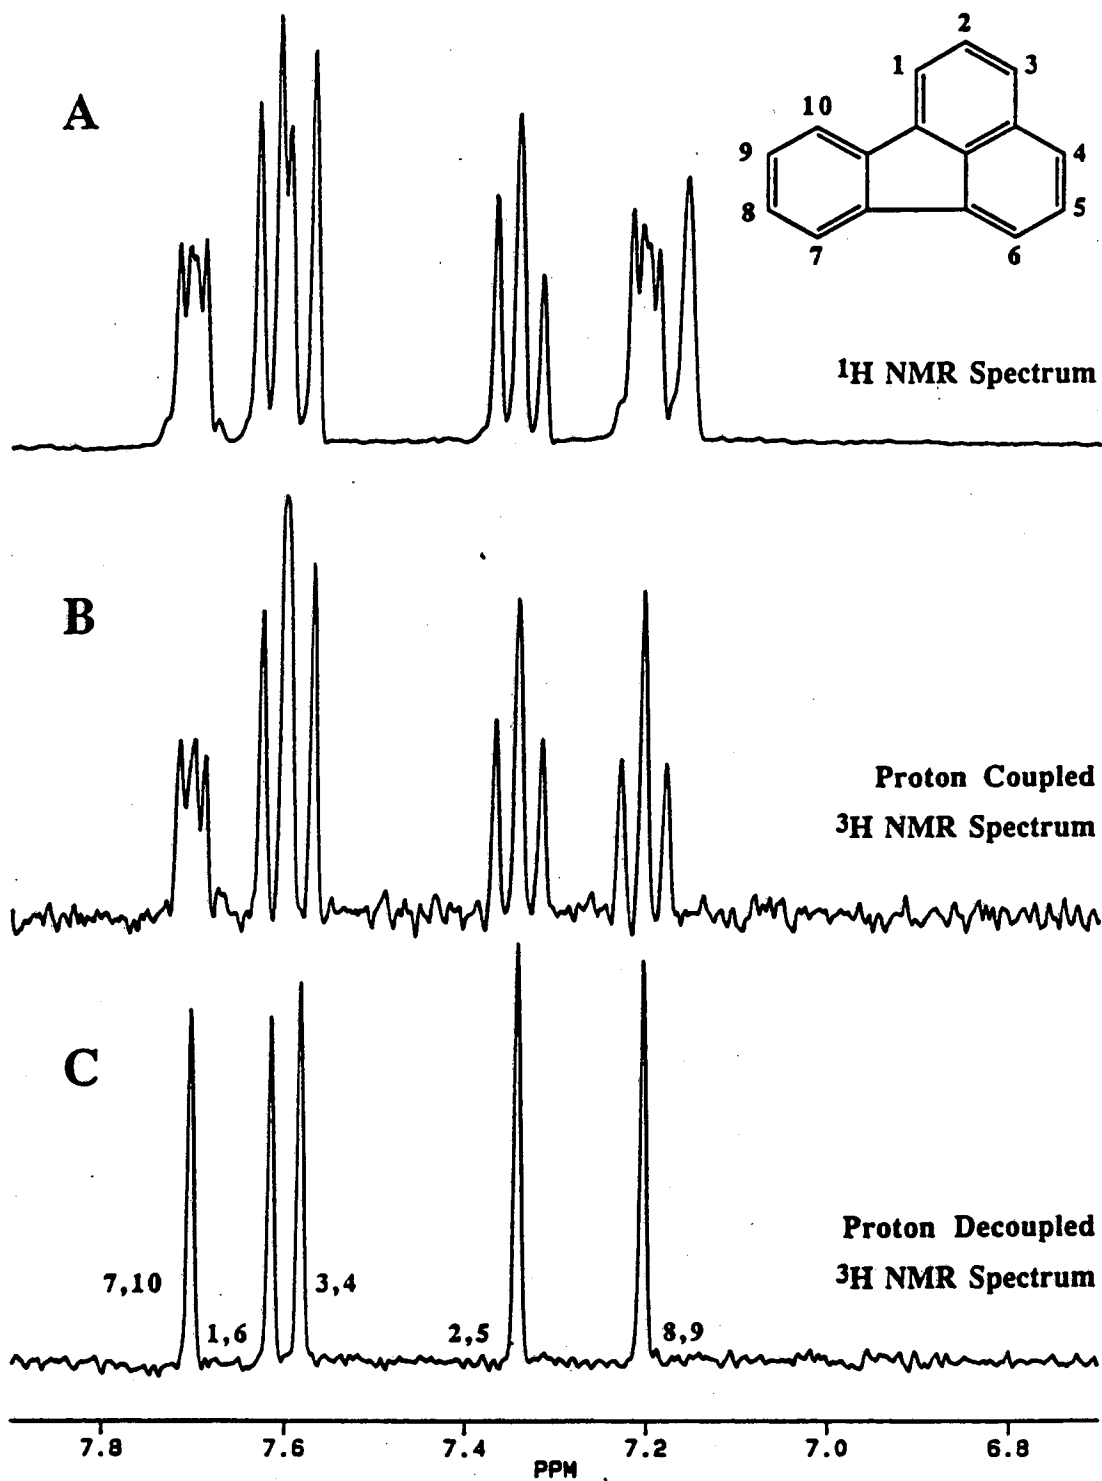 A
2
1
3
10
9
4
8
5
7
6
1H NMR Spectrum
B
Proton Coupled
3H NMR Spectrum
C
Proton Decoupled
3H NMR Spectrum
7,10
3,4
1,6
2,5
8,9
7.8
7.6
7.4
7.2
7.0
6.8
PPM